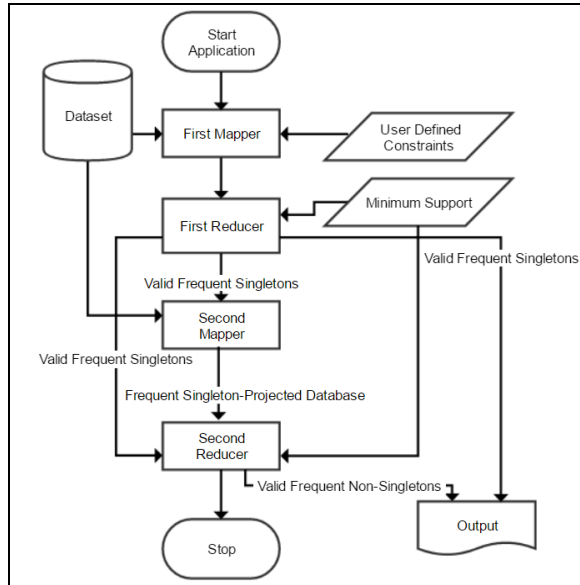 Start
Application
Dataset
First Mapper
User Defined
Constraints
Minimum Support
First Reducer
Valid Frequent Singletons
Valid Frequent Singletons
Second
Mapper
Valid Frequent Singletons
Frequent Singleton-Projected Database
Second
Reducer
Valid Frequent Non-Singletons
Output
Stop